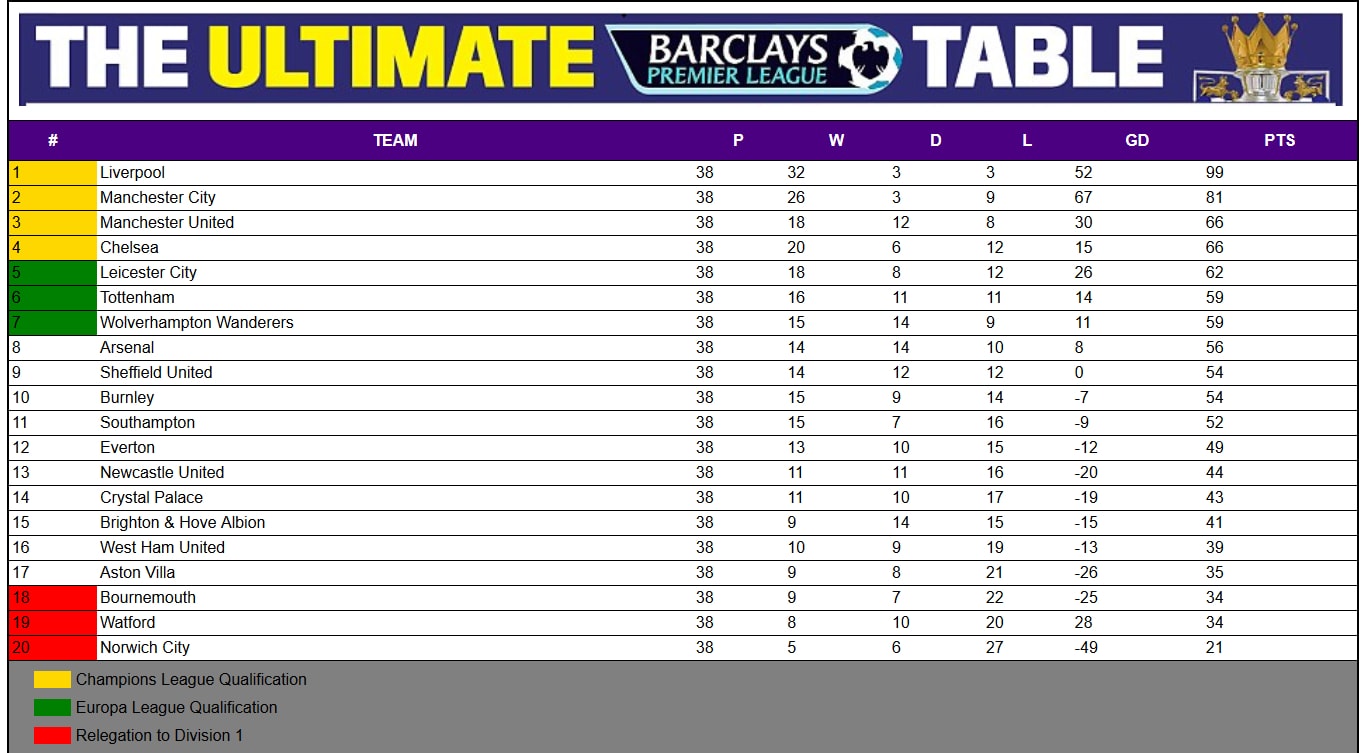 THE ULTIMATE BARCLAYS PREMIER LEAGUE TABLE
# TEAM P W D L GD PTS
1 Liverpool 38 32 3 3 52 99
2 Manchester City 38 26 3 9 67 81
3 Manchester United 38 18 12 8 30 66
4 Chelsea 38 20 6 12 15 66
5 Leicester City 38 18 8 12 26 62
6 Tottenham 38 16 11 11 14 59
7 Wolverhampton Wanderers 38 15 14 9 11 59
8 Arsenal 38 14 14 10 8 56
9 Sheffield United 38 14 12 12 0 54
10 Burnley 38 15 9 14 -7 54
11 Southampton 38 15 7 16 -9 52
12 Everton 38 13 10 15 -12 49
13 Newcastle United 38 11 11 16 -20 44
14 Crystal Palace 38 11 10 17 -19 43
15 Brighton & Hove Albion 38 9 14 15 -15 41
16 West Ham United 38 10 9 19 -13 39
17 Aston Villa 38 9 8 21 -26 35
18 Bournemouth 38 9 7 22 -25 34
19 Watford 38 8 10 20 28 34
20 Norwich City 38 5 6 27 -49 21
Champions League Qualification
Europa League Qualification
Relegation to Division 1